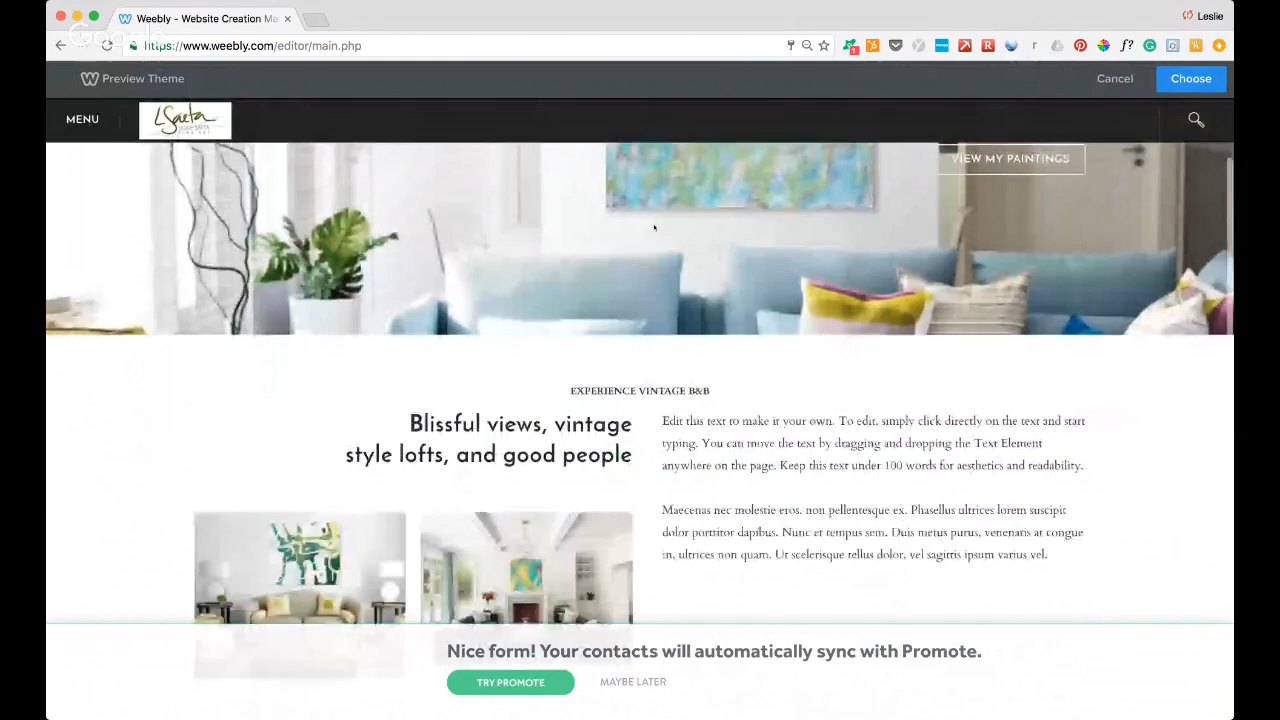 Weebly - Website Creation Ma
Leslie
Google
https://www.weebly.com/editor/main.php
Preview Theme
Cancel
Choose
MENU
LSaeta
VIEW MY PAINTINGS
EXPERIENCE VINTAGE B&B
Blissful views, vintage
style lofts, and good people
Edit this text to make it your own. To edit, simply click directly on the text and start
typing. You can move the text by dragging and dropping the Text Element
anywhere on the page. Keep this text under 100 words for aesthetics and readability.
Maecenas nec molestie eros, non pellentesque ex. Phasellus ultrices lorem suscipit
dolor porttitor dapibus. Nunc et tempus sem. Duis metus purus, venenatis at congue
in, ultrices non quam. Ut scelerisque tellus dolor, vel sagittis ipsum varius vel.
Nice form! Your contacts will automatically sync with Promote.
TRY PROMOTE
MAYBE LATER